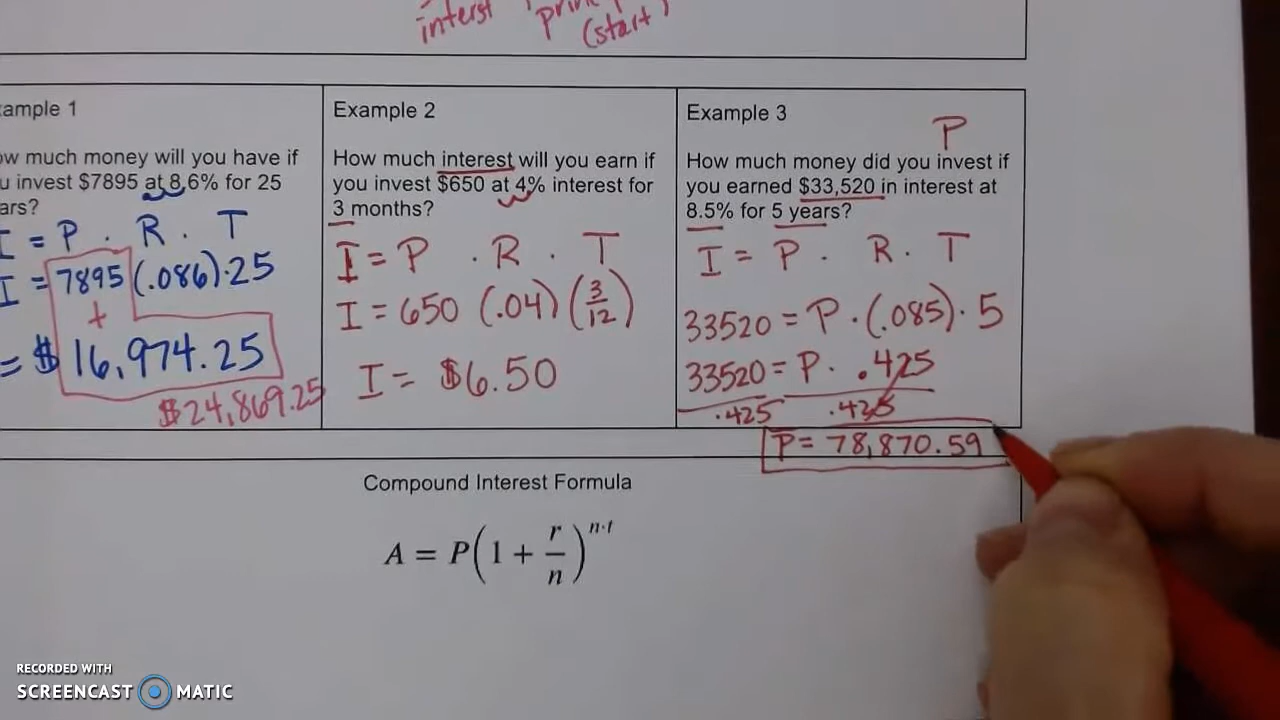 interst
prin
(start)
ample 1
ow much money will you have if
u invest $7895 at 8.6% for 25
ars?
I = P . R . T
I = 7895 (.086)·25
+
= $ 16,974.25
$24,869.25
Example 2
How much interest will you earn if
you invest $650 at 4% interest for
3 months?
I = P . R . T
I = 650 (.04) (3/12)
I = $6.50
Example 3
P
How much money did you invest if
you earned $33,520 in interest at
8.5% for 5 years?
I = P . R . T
33520 = P · (.085) · 5
33520 = P · .425
.425 .425
P = 78,870.59
Compound Interest Formula
A = P(1 + r/n)^n·t
RECORDED WITH
SCREENCAST MATIC